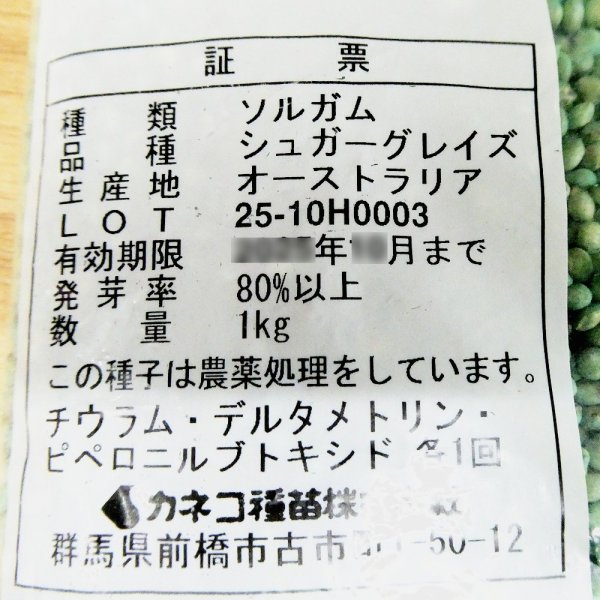 証 票
種 類 ソルガム
品 種 シュガーグレイズ
生 産 地 オーストラリア
L O T 25-10H0003
有効期限 年 月まで
発 芽 率 80%以上
数 量 1kg
この種子は農薬処理をしています。
チウラム・デルタメトリン・
ピペロニルブトキシド 各1回
カネコ種苗株
群馬県前橋市古市 -50-12